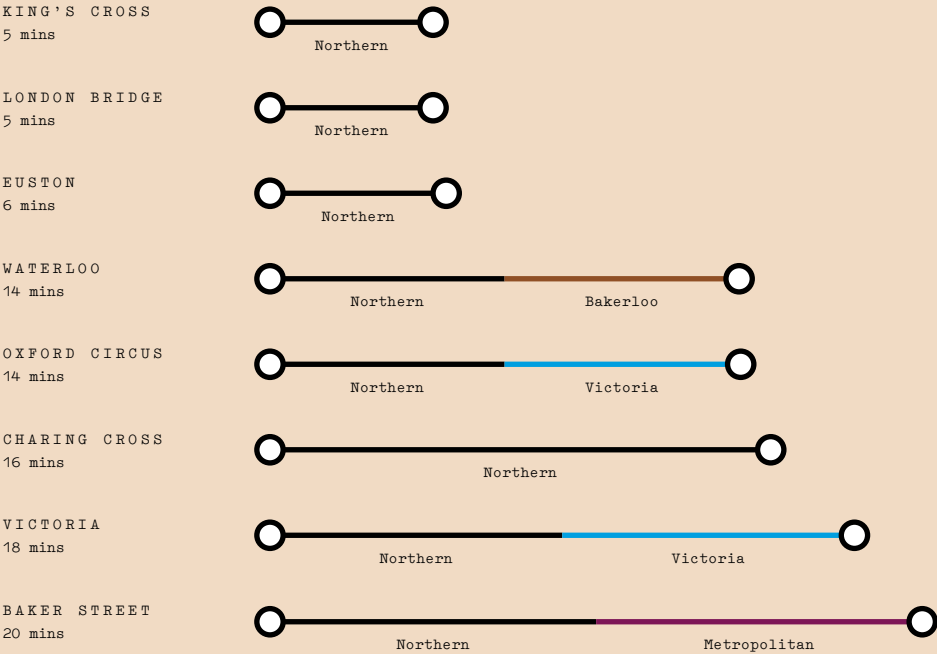 KING'S CROSS
5 mins
Northern
LONDON BRIDGE
5 mins
Northern
EUSTON
6 mins
Northern
WATERLOO
14 mins
Northern Bakerloo
OXFORD CIRCUS
14 mins
Northern Victoria
CHARING CROSS
16 mins
Northern
VICTORIA
18 mins
Northern Victoria
BAKER STREET
20 mins
Northern Metropolitan